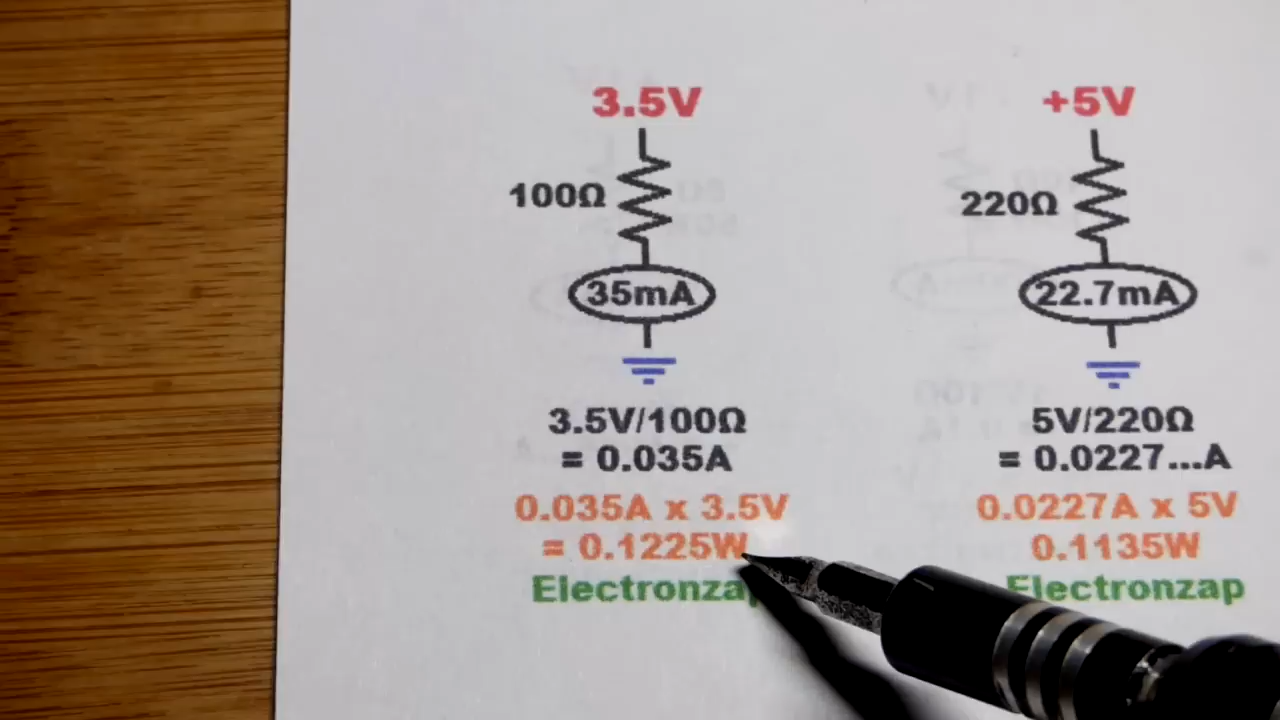 3.5V
100Ω
35mA
3.5V/100Ω
= 0.035A
0.035A x 3.5V
= 0.1225W
Electronzap
+5V
220Ω
22.7mA
5V/220Ω
= 0.0227...A
0.0227A x 5V
0.1135W
Electronzap